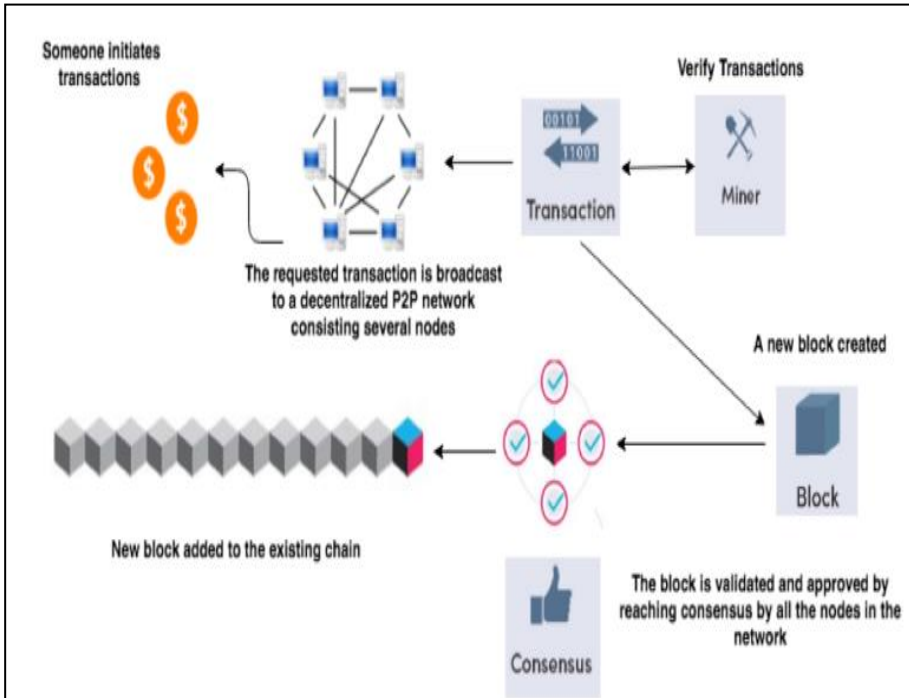 Someone initiates
transactions
$
$
$
The requested transaction is broadcast
to a decentralized P2P network
consisting several nodes
00101
11001
Transaction
Verify Transactions
Miner
A new block created
Block
New block added to the existing chain
Consensus
The block is validated and approved by
reaching consensus by all the nodes in the
network